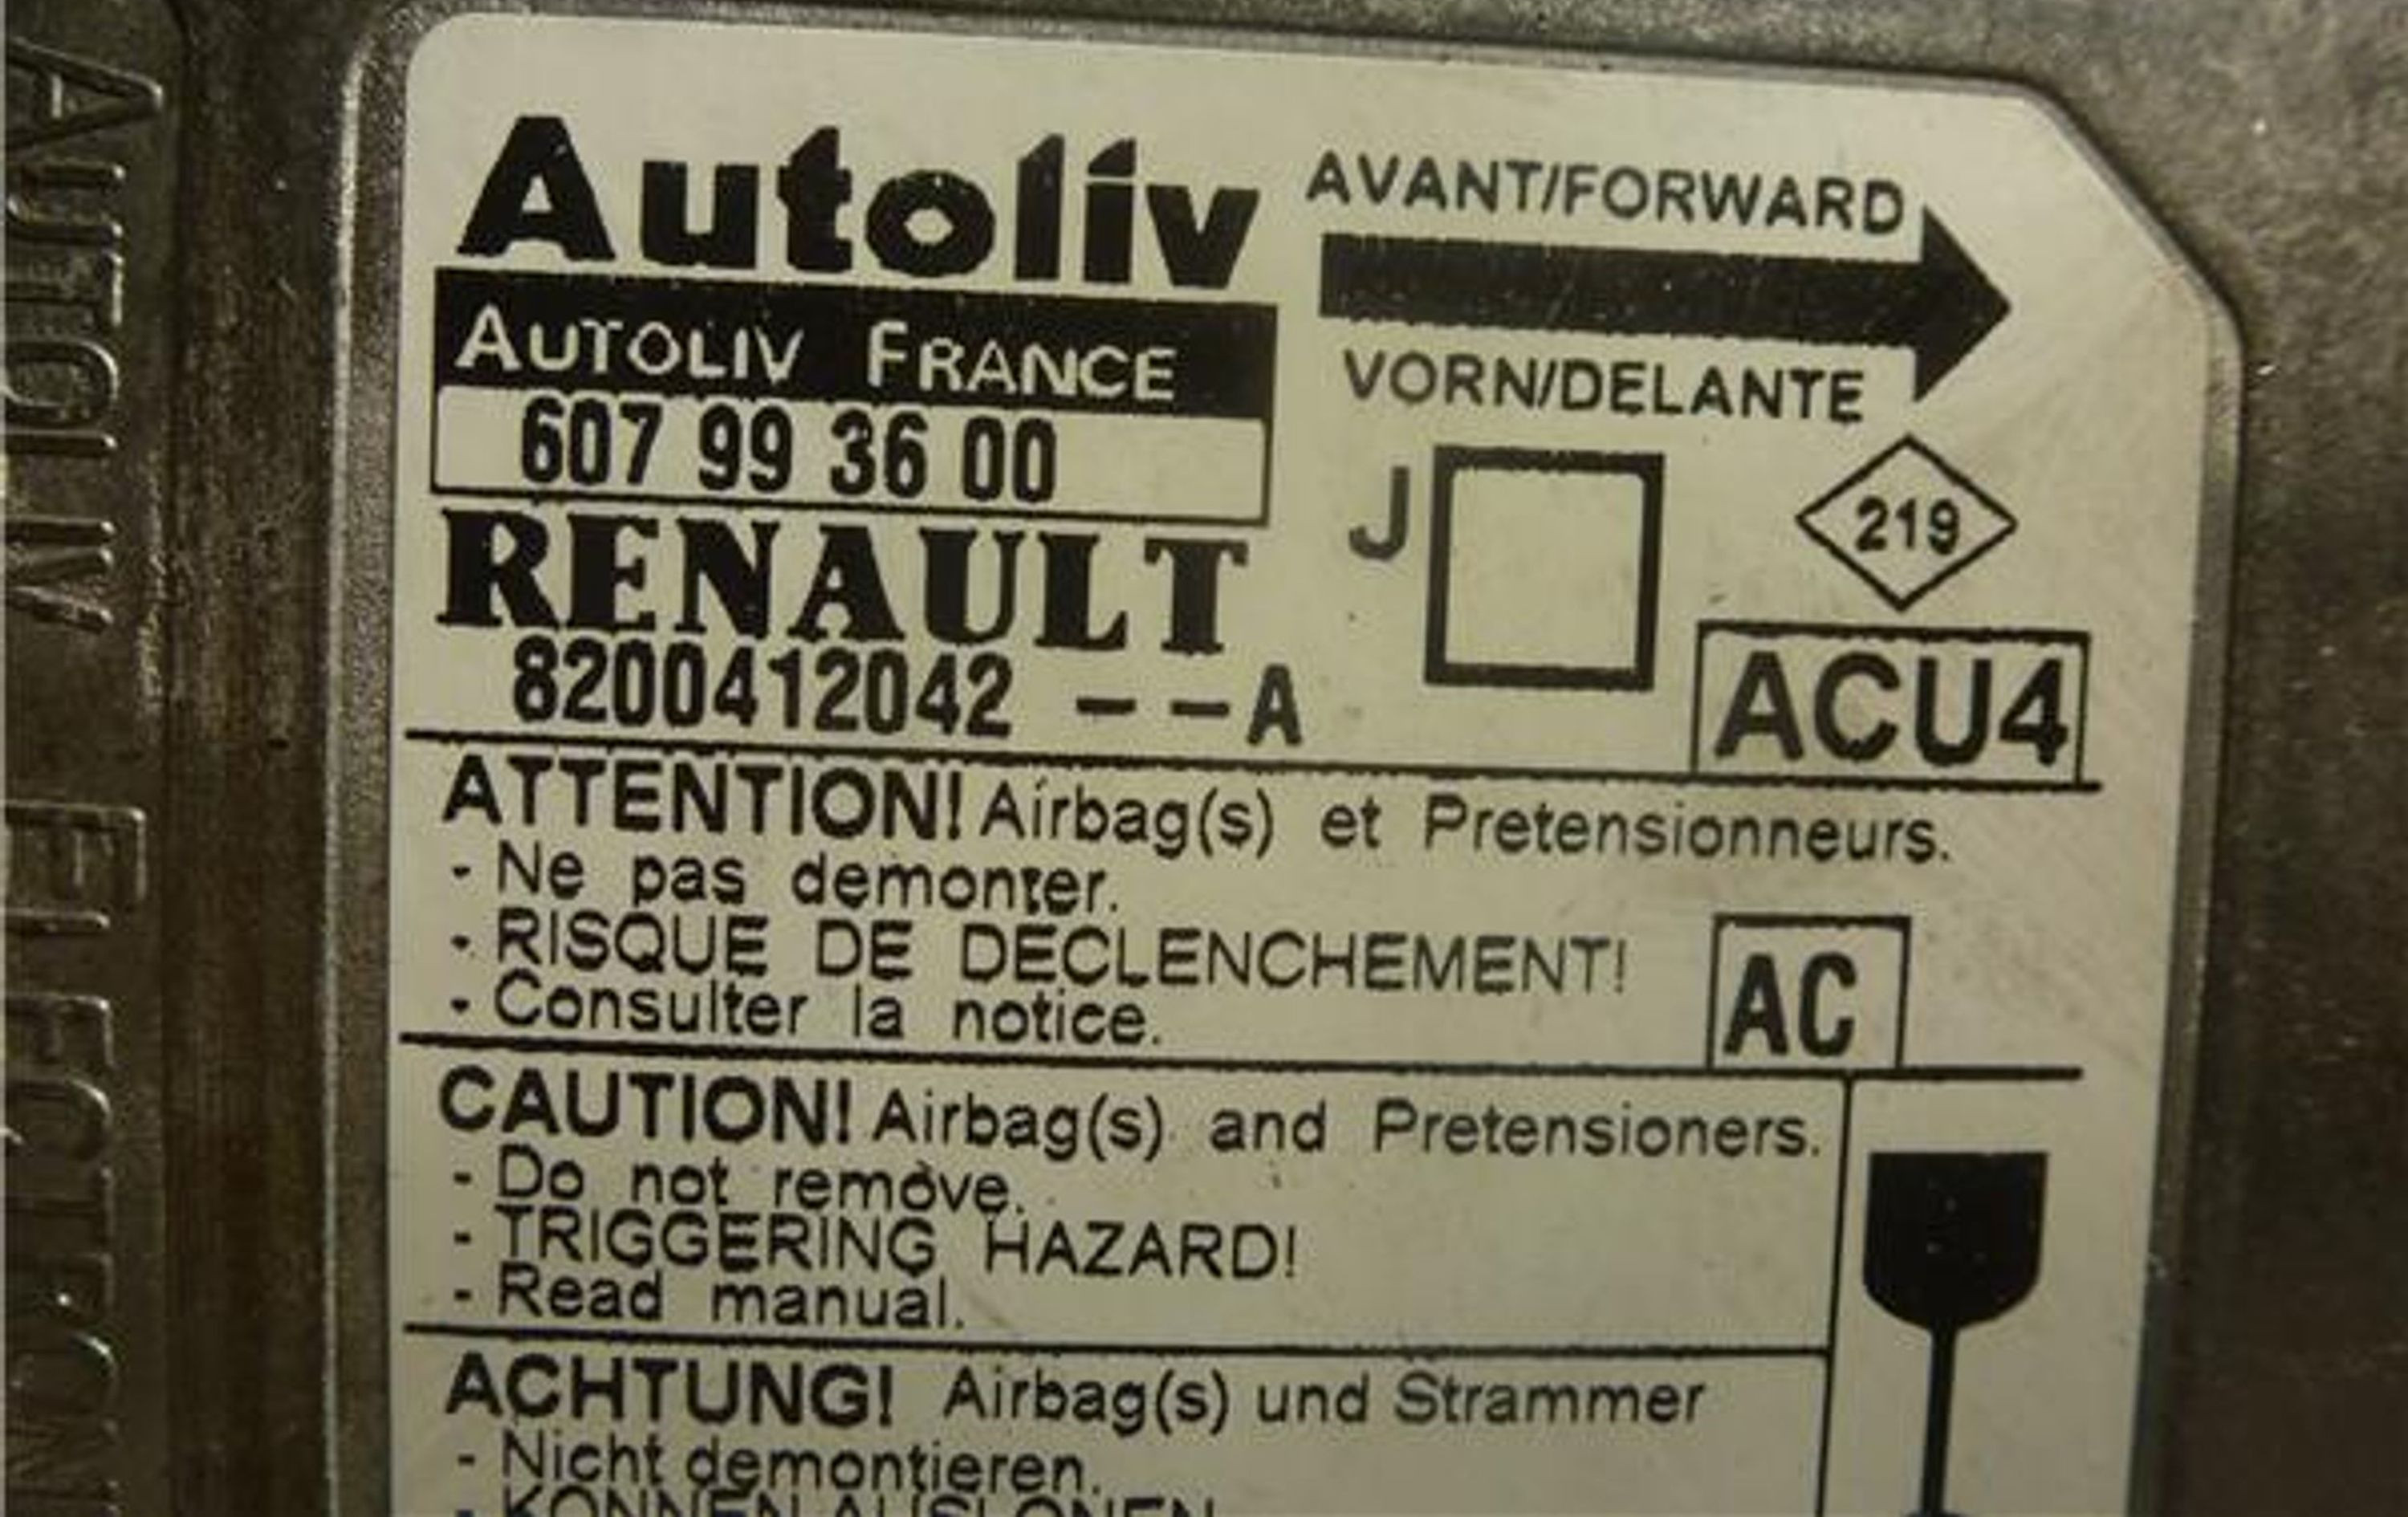 Autoliv
AVANT/FORWARD
AUTOLIV FRANCE
VORN/DELANTE
607 99 36 00
J
219
RENAULT
8200412042 --A
ACU4
ATTENTION! Airbag(s) et Pretensionneurs.
- Ne pas demonter.
- RISQUE DE DECLENCHEMENT!
- Consulter la notice.
AC
CAUTION! Airbag(s) and Pretensioners.
- Do not remove.
- TRIGGERING HAZARD!
- Read manual.
ACHTUNG! Airbag(s) und Strammer
- Nicht demontieren.
AUTOLIV